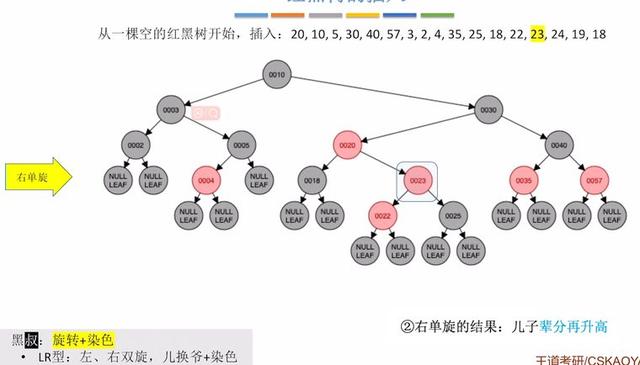 从一棵空的红黑树开始，插入：20, 10, 5, 30, 40, 57, 3, 2, 4, 35, 25, 18, 22, 23, 24, 19, 18
0010
0003
0030
0002
0005
0020
0040
右单旋
NULL LEAF
NULL LEAF
0004
NULL LEAF
0018
0023
0035
0057
NULL LEAF
NULL LEAF
NULL LEAF
NULL LEAF
0022
0025
NULL LEAF
NULL LEAF
NULL LEAF
NULL LEAF
NULL LEAF
NULL LEAF
NULL LEAF
NULL LEAF
黑叔：旋转+染色
②右单旋的结果：儿子辈分再升高
• LR型：左、右双旋，儿换爷+染色
王道考研/CSKAOYA